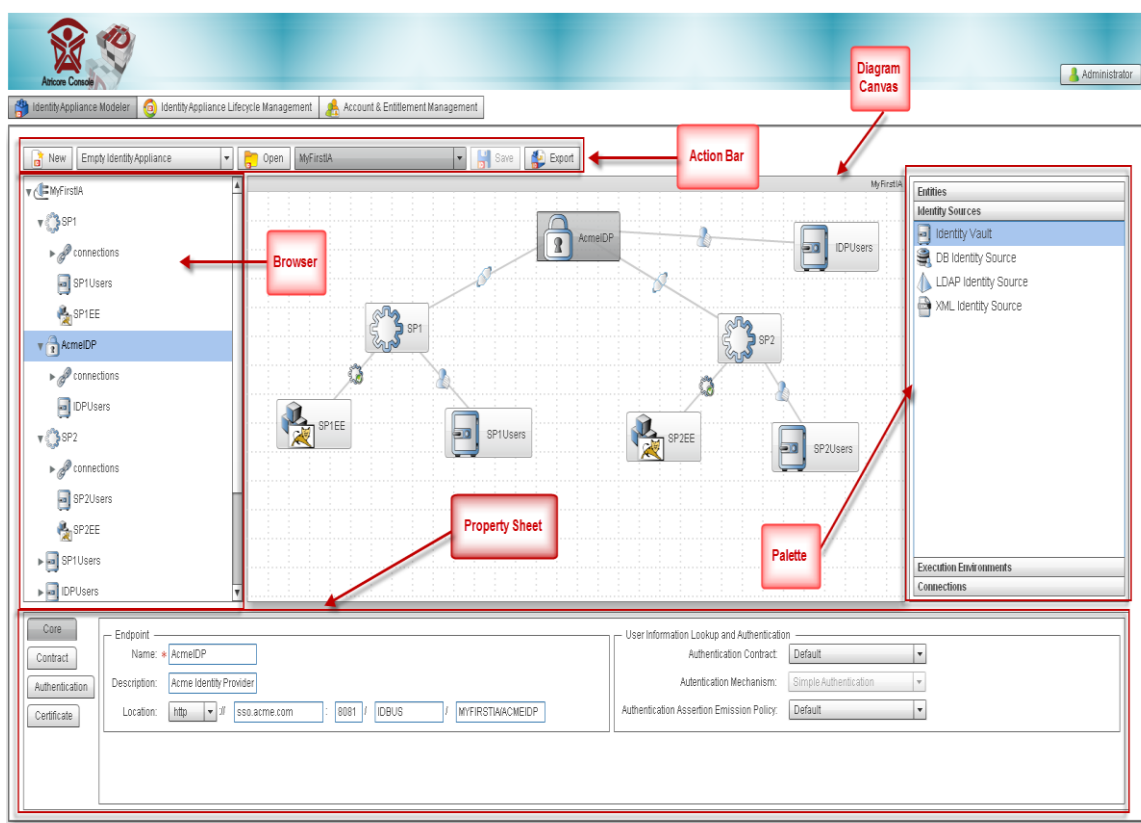 Atricore Console
Diagram
Canvas
Administrator
Identity Appliance Modeler
Identity Appliance Lifecycle Management
Account & Entitlement Management
New
Empty Identity Appliance
Open
MyFirstIA
Save
Export
Action Bar
MyFirstIA
SP1
connections
SP1Users
SP1EE
AcmeIDP
connections
IDPUsers
SP2
connections
SP2Users
SP2EE
SP1Users
IDPUsers
Browser
MyFirstIA
AcmeIDP
IDPUsers
SP1
SP2
SP1EE
SP1Users
SP2EE
SP2Users
Property Sheet
Palette
Entities
Identity Sources
Identity Vault
DB Identity Source
LDAP Identity Source
XML Identity Source
Execution Environments
Connections
Core
Contract
Authentication
Certificate
Endpoint
Name: * AcmeIDP
Description: Acme Identity Provider
Location: http :// sso.acme.com : 8081 / IDBUS / MYFIRSTIA/ACMEIDP
User Information Lookup and Authentication
Authentication Contract: Default
Autentication Mechanism: Simple Authentication
Authentication Assertion Emission Policy: Default